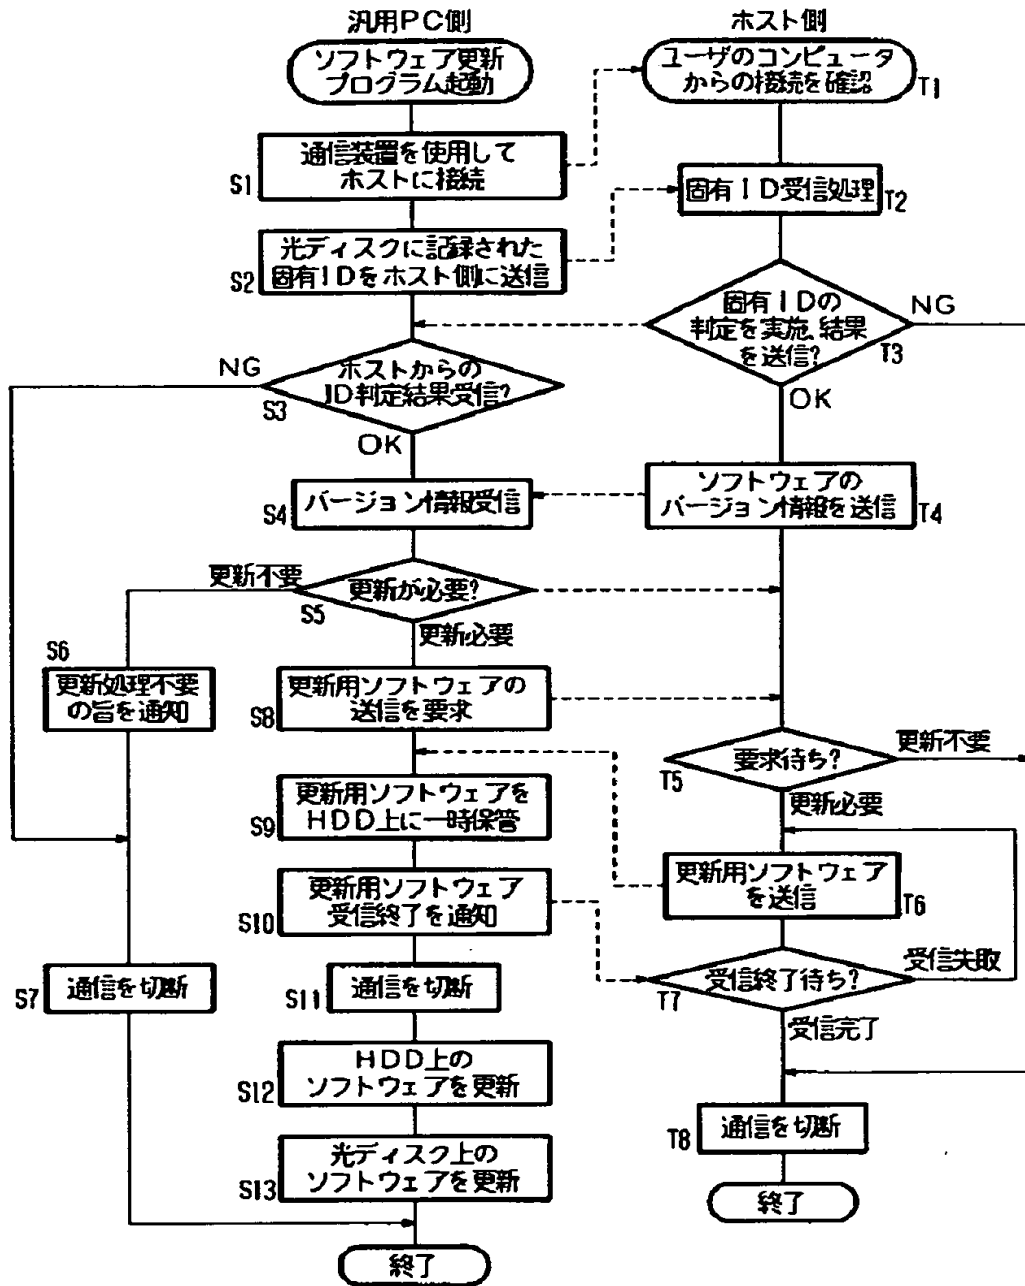 汎用PC側
ソフトウェア更新
プログラム起動
S1
通信装置を使用して
ホストに接続
S2
光ディスクに記録された
固有IDをホスト側に送信
NG
ホストからの
ID判定結果受信?
S3
OK
S4
バージョン情報受信
更新不要
更新が必要?
S5
更新必要
S6
更新処理不要
の旨を通知
S8
更新用ソフトウェアの
送信を要求
S9
更新用ソフトウェアを
HDD上に一時保管
S10
更新用ソフトウェア
受信終了を通知
S7
通信を切断
S11
通信を切断
S12
HDD上の
ソフトウェアを更新
S13
光ディスク上の
ソフトウェアを更新
終了
ホスト側
ユーザのコンピュータ
からの接続を確認
T1
固有ID受信処理
T2
固有IDの
判定を実施、結果
を送信?
T3
NG
OK
ソフトウェアの
バージョン情報を送信
T4
要求待ち?
T5
更新不要
更新必要
更新用ソフトウェア
を送信
T6
受信終了待ち?
T7
受信失敗
受信完了
T8
通信を切断
終了